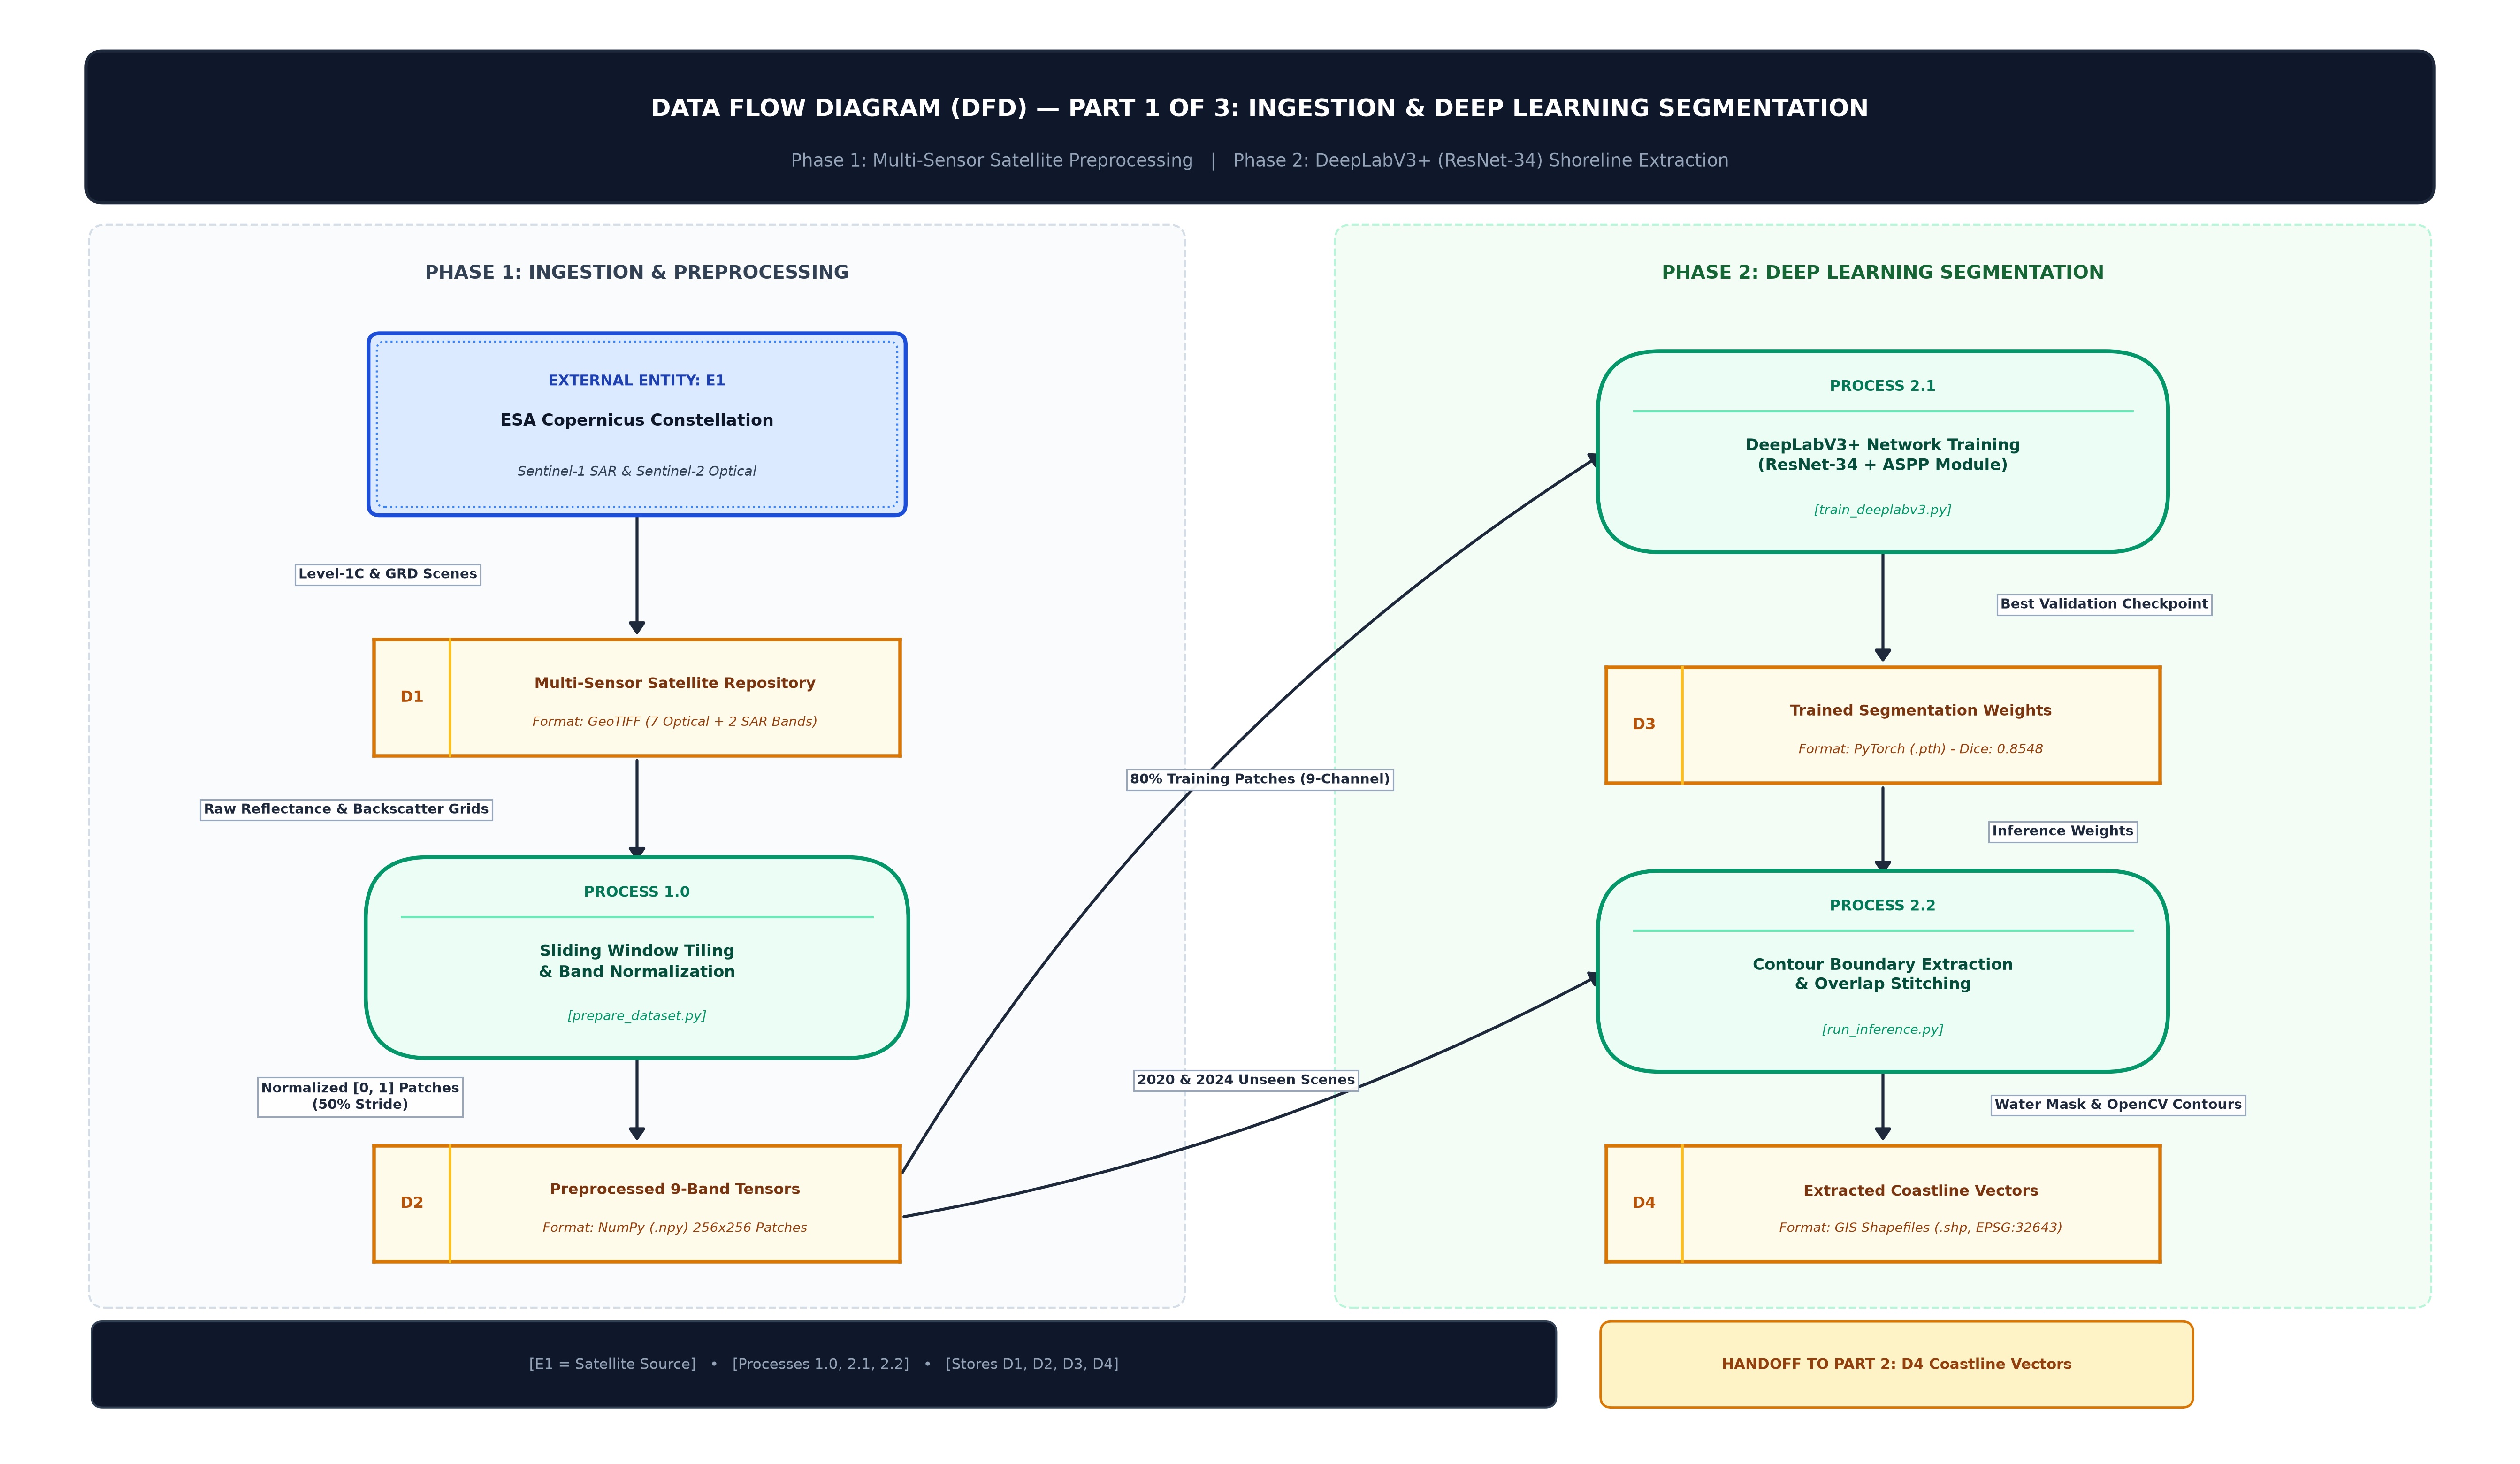 DATA FLOW DIAGRAM (DFD) — PART 1 OF 3: INGESTION & DEEP LEARNING SEGMENTATION
Phase 1: Multi-Sensor Satellite Preprocessing | Phase 2: DeepLabV3+ (ResNet-34) Shoreline Extraction
PHASE 1: INGESTION & PREPROCESSING
EXTERNAL ENTITY: E1
ESA Copernicus Constellation
Sentinel-1 SAR & Sentinel-2 Optical
Level-1C & GRD Scenes
D1
Multi-Sensor Satellite Repository
Format: GeoTIFF (7 Optical + 2 SAR Bands)
Raw Reflectance & Backscatter Grids
PROCESS 1.0
Sliding Window Tiling
& Band Normalization
[prepare_dataset.py]
Normalized [0, 1] Patches
(50% Stride)
D2
Preprocessed 9-Band Tensors
Format: NumPy (.npy) 256x256 Patches
80% Training Patches (9-Channel)
2020 & 2024 Unseen Scenes
PHASE 2: DEEP LEARNING SEGMENTATION
PROCESS 2.1
DeepLabV3+ Network Training
(ResNet-34 + ASPP Module)
[train_deeplabv3.py]
Best Validation Checkpoint
D3
Trained Segmentation Weights
Format: PyTorch (.pth) - Dice: 0.8548
Inference Weights
PROCESS 2.2
Contour Boundary Extraction
& Overlap Stitching
[run_inference.py]
Water Mask & OpenCV Contours
D4
Extracted Coastline Vectors
Format: GIS Shapefiles (.shp, EPSG:32643)
[E1 = Satellite Source] • [Processes 1.0, 2.1, 2.2] • [Stores D1, D2, D3, D4]
HANDOFF TO PART 2: D4 Coastline Vectors